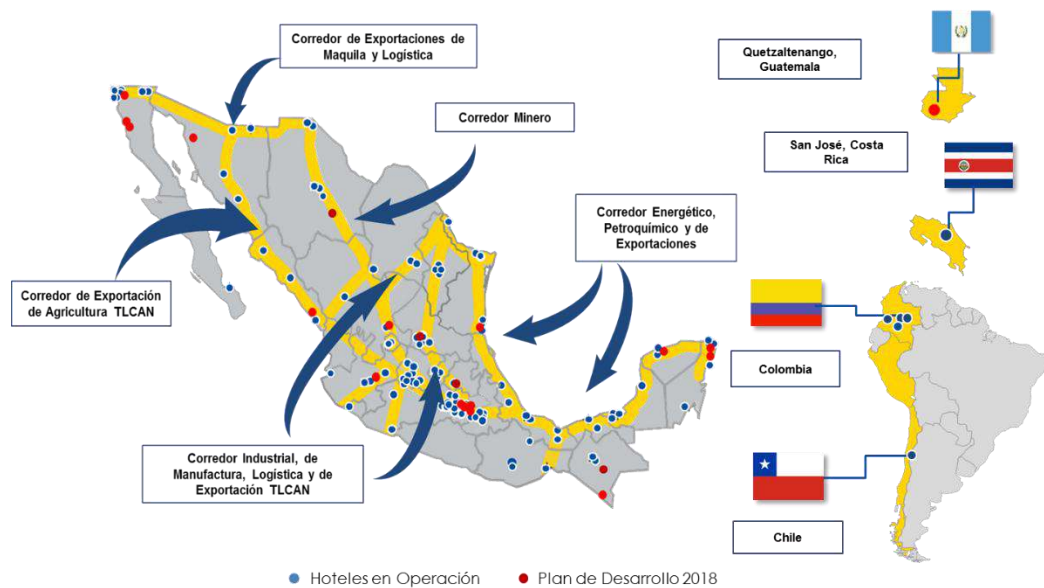 Corredor de Exportaciones de
Maquila y Logística
Quetzaltenango,
Guatemala
Corredor Minero
San José, Costa
Rica
Corredor Energético,
Petroquímico y de
Exportaciones
Corredor de Exportación
de Agricultura TLCAN
Colombia
Corredor Industrial, de
Manufactura, Logística y de
Exportación TLCAN
Chile
Hoteles en Operación
Plan de Desarrollo 2018